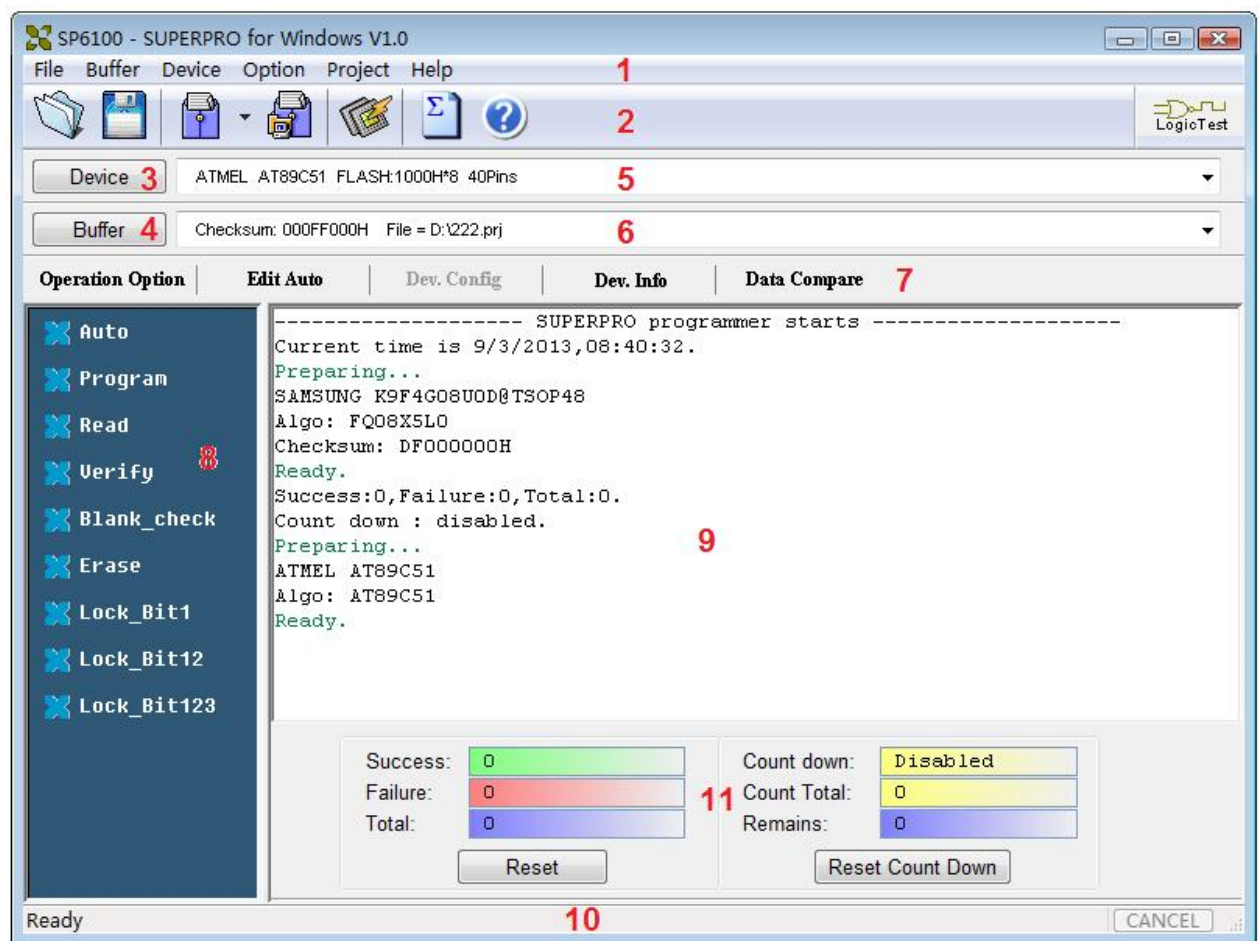 SP6100 - SUPERPRO for Windows V1.0
File Buffer Device Option Project Help 1
Σ ? 2 LogicTest
Device 3 ATMEL AT89C51 FLASH:1000H*8 40Pins 5
Buffer 4 Checksum: 000FF000H File = D:\222.prj 6
Operation Option Edit Auto Dev. Config Dev. Info Data Compare 7
Auto
Program
Read
8
Verify
Blank_check
Erase
Lock_Bit1
Lock_Bit12
Lock_Bit123
-------------------- SUPERPRO programmer starts --------------------
Current time is 9/3/2013,08:40:32.
Preparing...
SAMSUNG K9F4G08U0D@TSOP48
Algo: FQ08X5L0
Checksum: DF000000H
Ready.
Success:0,Failure:0,Total:0.
Count down : disabled.
9
Preparing...
ATMEL AT89C51
Algo: AT89C51
Ready.
Success: 0
Failure: 0
Total: 0
Reset
11
Count down: Disabled
Count Total: 0
Remains: 0
Reset Count Down
Ready 10 CANCEL